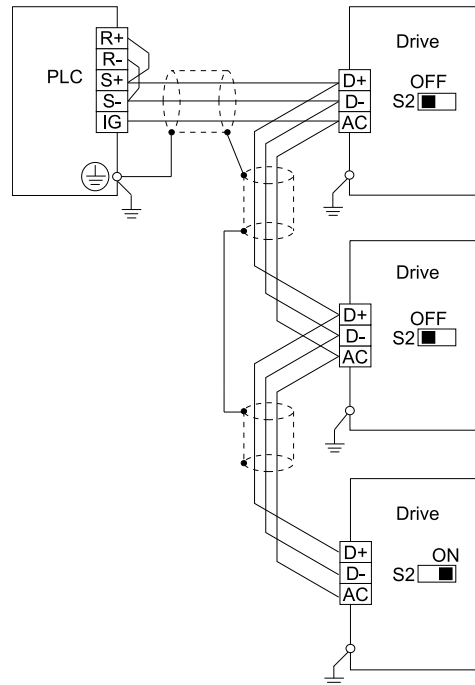 PLC
R+
R-
S+
S-
IG
Drive
OFF
S2
D+
D-
AC
Drive
OFF
S2
D+
D-
AC
Drive
ON
S2
D+
D-
AC